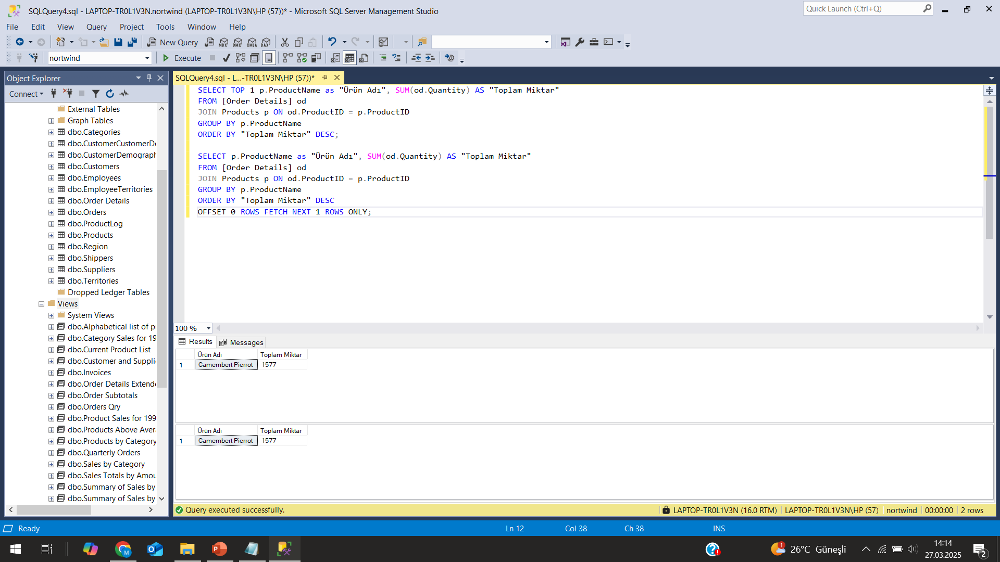 SQLQuery4.sql - LAPTOP-TR0L1V3N.nortwind (LAPTOP-TR0L1V3N\HP (57))* - Microsoft SQL Server Management Studio
Quick Launch (Ctrl+Q)
File Edit View Query Project Tools Window Help
New Query
MDX DMX XMLA DAX
nortwind
Execute
Object Explorer
Connect
External Tables
Graph Tables
dbo.Categories
dbo.CustomerCustomerDe
dbo.CustomerDemograph
dbo.Customers
dbo.Employees
dbo.EmployeeTerritories
dbo.Order Details
dbo.Orders
dbo.ProductLog
dbo.Products
dbo.Region
dbo.Shippers
dbo.Suppliers
dbo.Territories
Dropped Ledger Tables
Views
System Views
dbo.Alphabetical list of pr
dbo.Category Sales for 19
dbo.Current Product List
dbo.Customer and Supplie
dbo.Invoices
dbo.Order Details Extende
dbo.Order Subtotals
dbo.Orders Qry
dbo.Product Sales for 199
dbo.Products Above Avera
dbo.Products by Category
dbo.Quarterly Orders
dbo.Sales by Category
dbo.Sales Totals by Amou
dbo.Summary of Sales by
dbo.Summary of Sales by
SQLQuery4.sql - L...-TR0L1V3N\HP (57))*
SELECT TOP 1 p.ProductName as "Ürün Adı", SUM(od.Quantity) AS "Toplam Miktar"
FROM [Order Details] od
JOIN Products p ON od.ProductID = p.ProductID
GROUP BY p.ProductName
ORDER BY "Toplam Miktar" DESC;
SELECT p.ProductName as "Ürün Adı", SUM(od.Quantity) AS "Toplam Miktar"
FROM [Order Details] od
JOIN Products p ON od.ProductID = p.ProductID
GROUP BY p.ProductName
ORDER BY "Toplam Miktar" DESC
OFFSET 0 ROWS FETCH NEXT 1 ROWS ONLY;
100 %
Results Messages
Ürün Adı Toplam Miktar
1 Camembert Pierrot 1577
Ürün Adı Toplam Miktar
1 Camembert Pierrot 1577
Query executed successfully.
LAPTOP-TR0L1V3N (16.0 RTM) LAPTOP-TR0L1V3N\HP (57) nortwind 00:00:00 2 rows
Ready
Ln 12 Col 38 Ch 38 INS
1
26°C Güneşli
14:14
27.03.2025
2